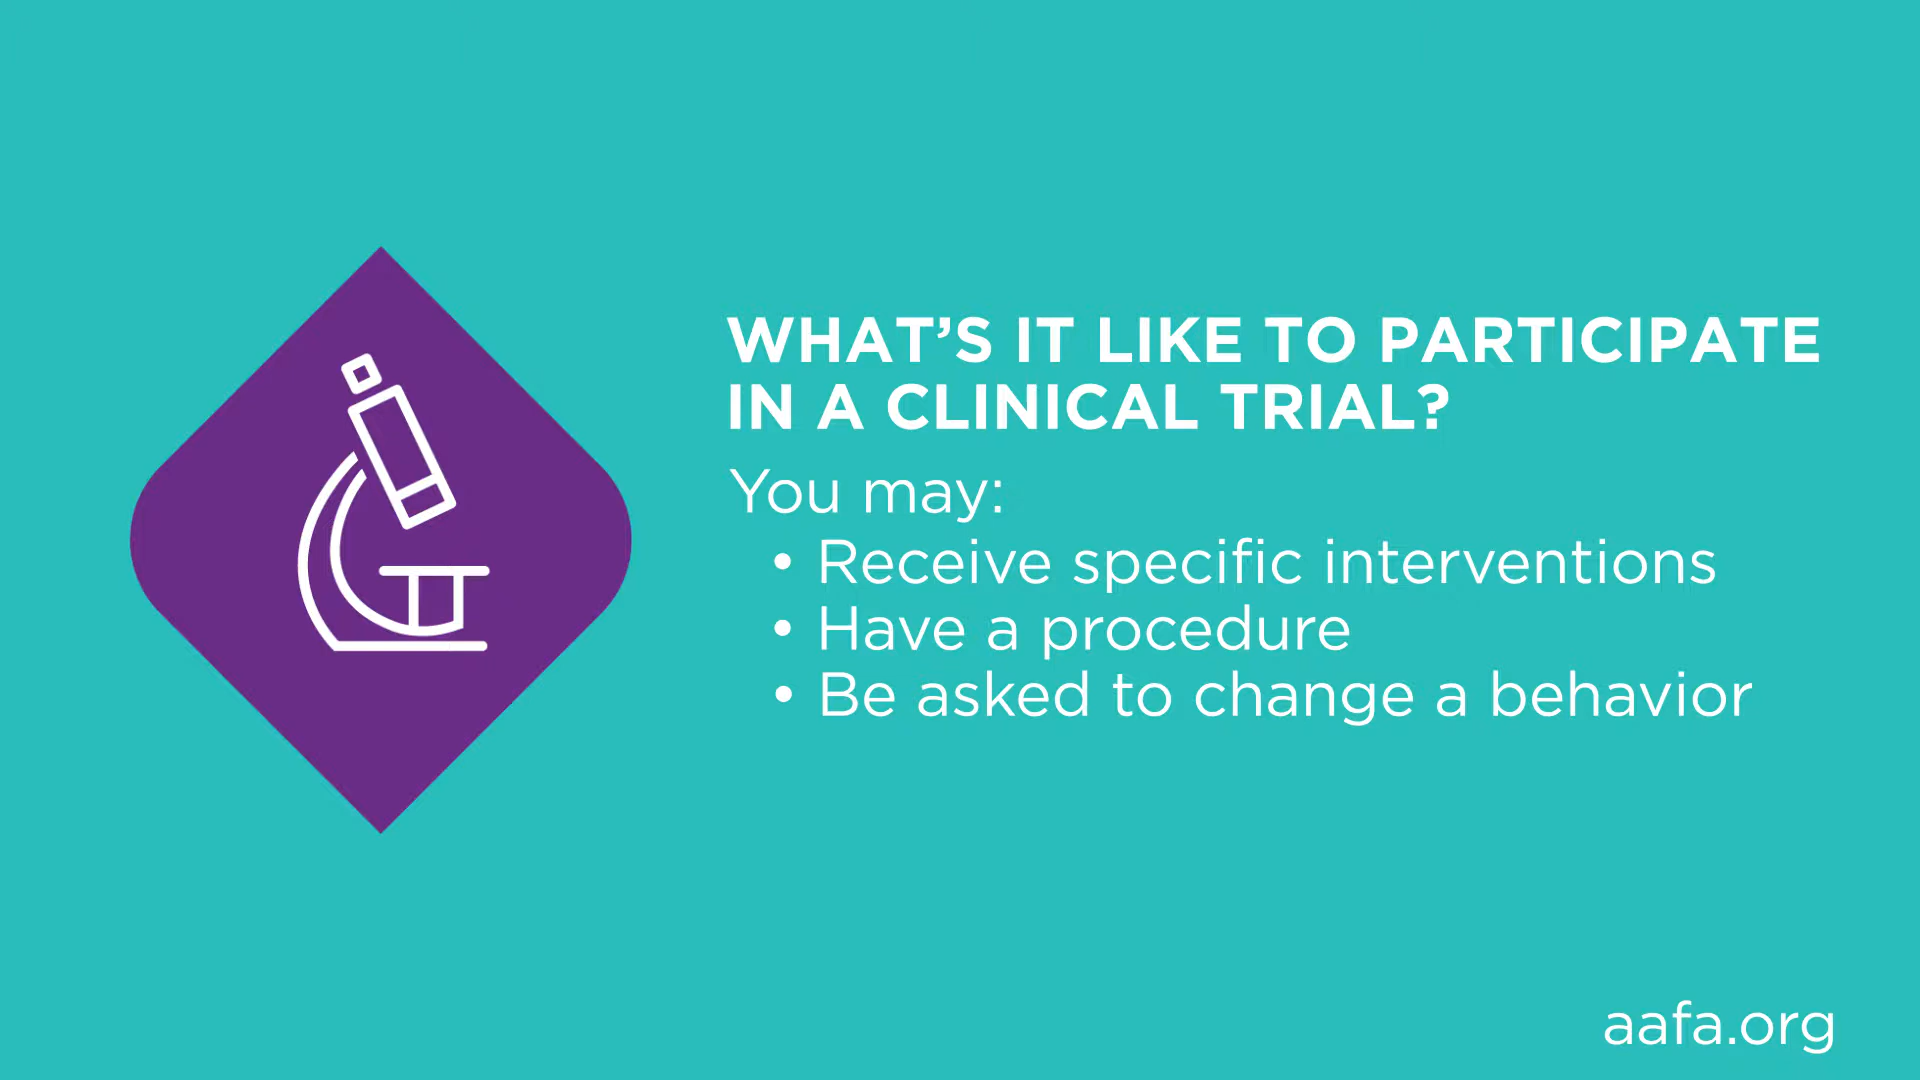 WHAT’S IT LIKE TO PARTICIPATE
IN A CLINICAL TRIAL?
You may:
• Receive specific interventions
• Have a procedure
• Be asked to change a behavior
aafa.org